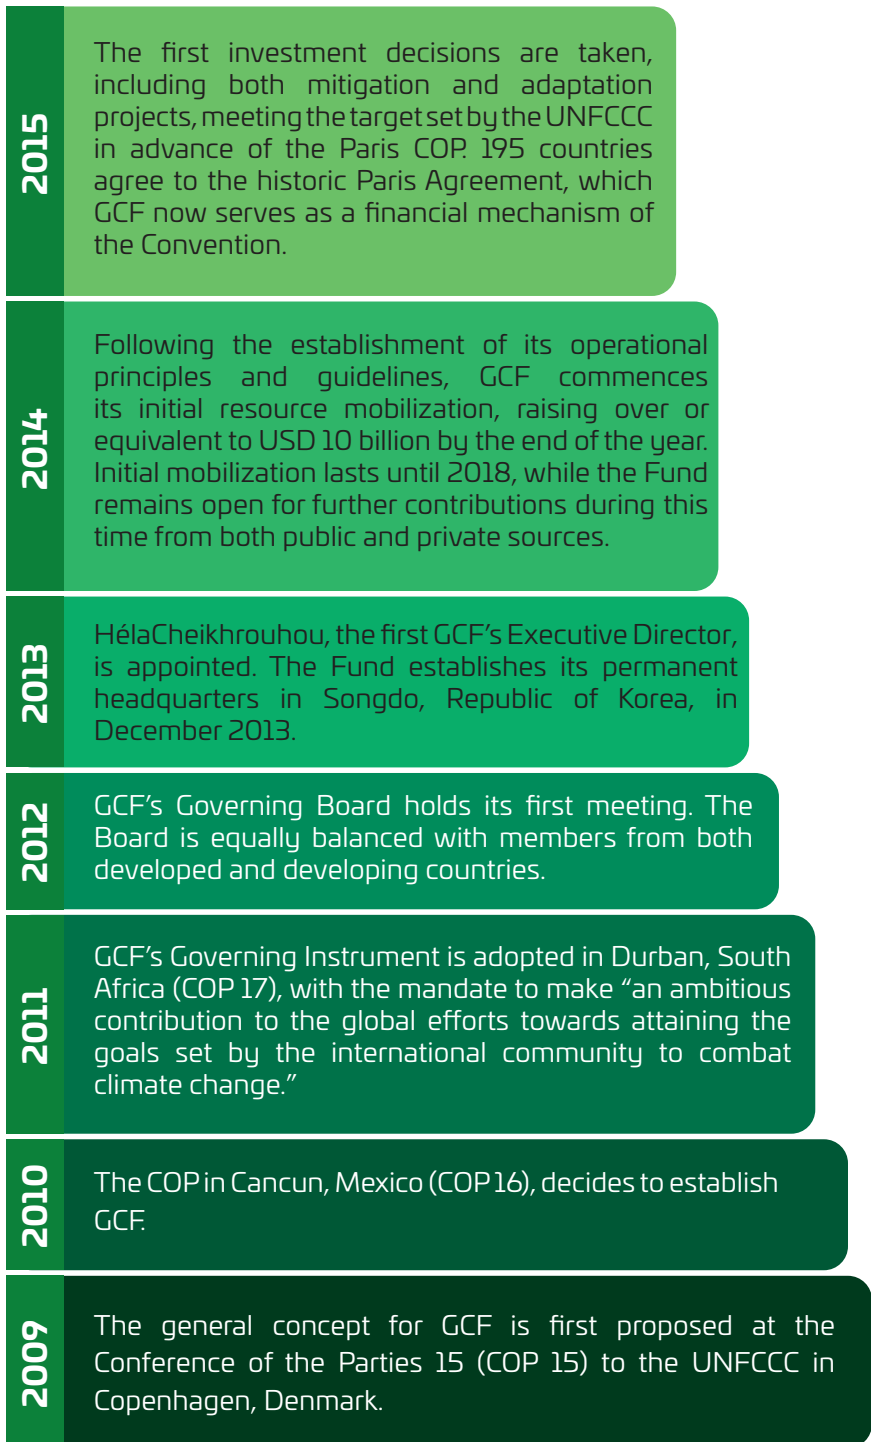 2015
The first investment decisions are taken,
including both mitigation and adaptation
projects, meeting the target set by the UNFCCC
in advance of the Paris COP. 195 countries
agree to the historic Paris Agreement, which
GCF now serves as a financial mechanism of
the Convention.
2014
Following the establishment of its operational
principles and guidelines, GCF commences
its initial resource mobilization, raising over or
equivalent to USD 10 billion by the end of the year.
Initial mobilization lasts until 2018, while the Fund
remains open for further contributions during this
time from both public and private sources.
2013
HélaCheikhrouhou, the first GCF's Executive Director,
is appointed. The Fund establishes its permanent
headquarters in Songdo, Republic of Korea, in
December 2013.
2012
GCF's Governing Board holds its first meeting. The
Board is equally balanced with members from both
developed and developing countries.
2011
GCF's Governing Instrument is adopted in Durban, South
Africa (COP 17), with the mandate to make “an ambitious
contribution to the global efforts towards attaining the
goals set by the international community to combat
climate change.”
2010
The COP in Cancun, Mexico (COP 16), decides to establish
GCF.
2009
The general concept for GCF is first proposed at the
Conference of the Parties 15 (COP 15) to the UNFCCC in
Copenhagen, Denmark.